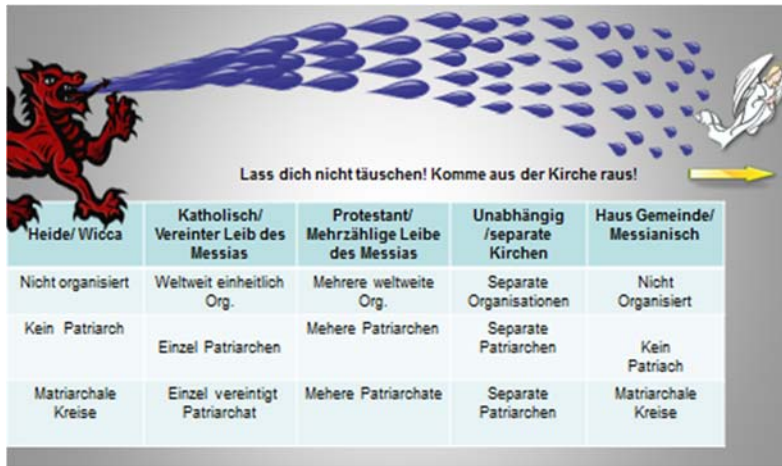 Lass dich nicht täuschen! Komme aus der Kirche raus!
Heide/ Wicca
Katholisch/
Vereinter Leib des
Messias
Protestant/
Mehrzählige Leibe
des Messias
Unabhängig
/separate
Kirchen
Haus Gemeinde/
Messianisch
Nicht organisiert
Weltweit einheitlich
Org.
Mehrere weltweite
Org.
Separate
Organisationen
Nicht
Organisiert
Kein Patriarch
Einzel Patriarchen
Mehere Patriarchen
Separate
Patriarchen
Kein
Patriach
Matriarchale
Kreise
Einzel vereintigt
Patriarchat
Mehere Patriarchate
Separate
Patriarchen
Matriarchale
Kreise